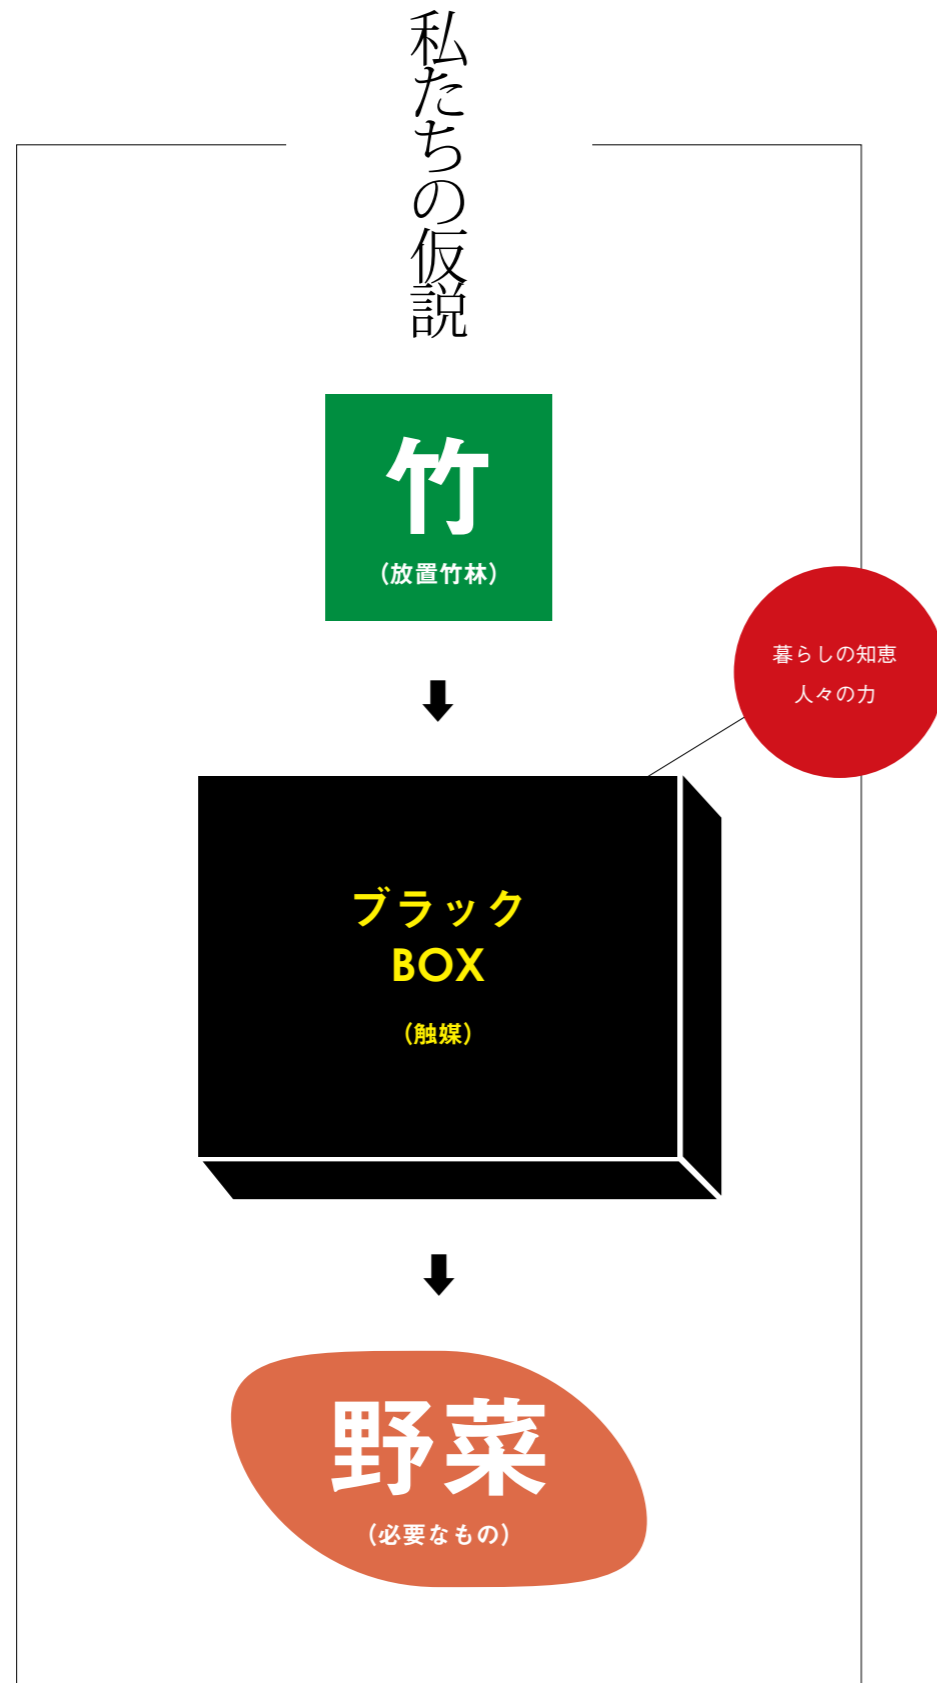 私たちの仮説
竹
（放置竹林）
暮らしの知恵
人々の力
ブラック
BOX
（触媒）
野菜
（必要なもの）